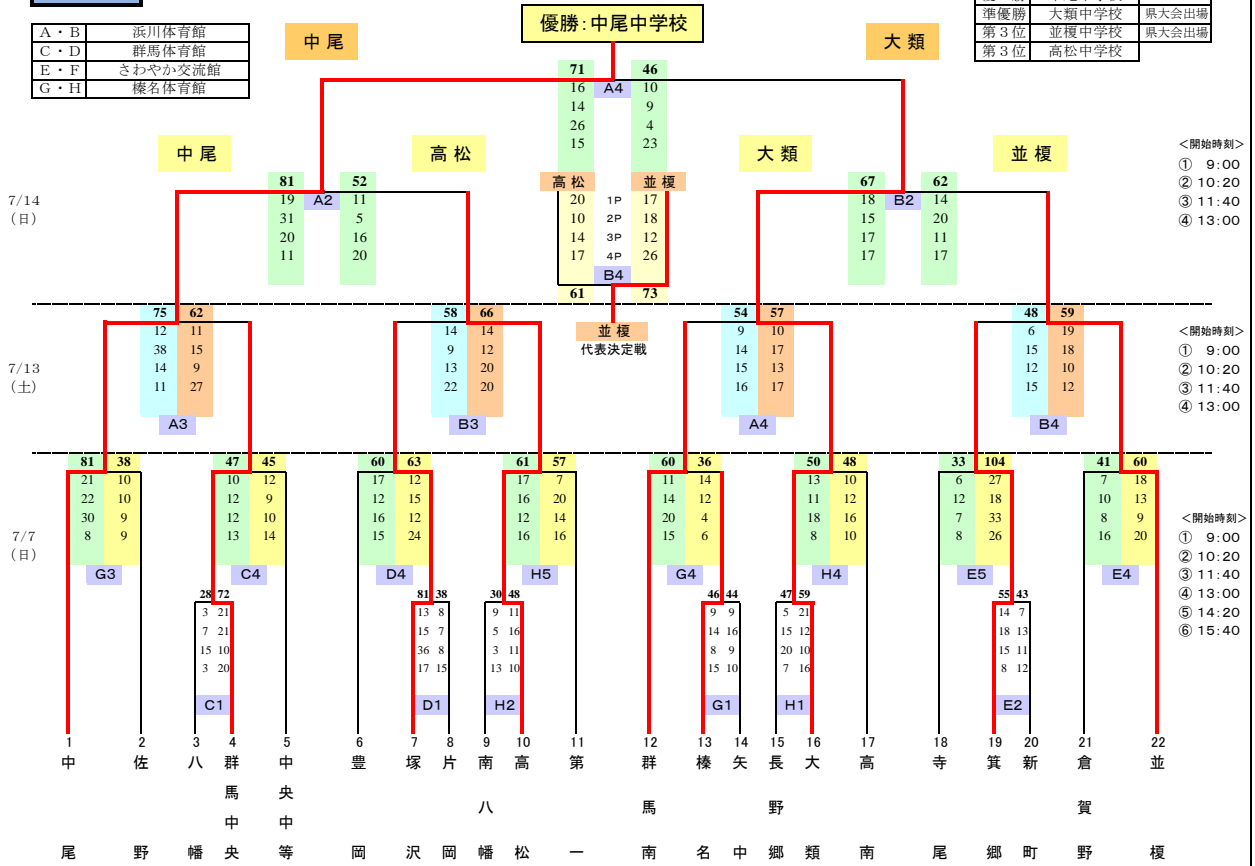 優勝:中尾中学校
準優勝 大類中学校 県大会出場
第3位 並榎中学校 県大会出場
第3位 高松中学校
A・B 浜川体育館
C・D 群馬体育館
E・F さわやか交流館
G・H 榛名体育館
中尾 大類
71 46
16 A4 10
14 9
26 4
15 23
中尾 高松 大類 並榎
<開始時刻>
① 9:00
② 10:20
③ 11:40
④ 13:00
7/14
(日)
81 52
19 A2 11
31 5
20 16
11 20
高松 並榎
20 1P 17
10 2P 18
14 3P 12
17 4P 26
B4
61 73
並榎
代表決定戦
67 62
18 B2 14
15 20
17 11
17 17
7/13
(土)
75 62
12 11
38 15
14 9
11 27
A3
58 66
14 14
9 12
13 20
22 20
B3
54 57
9 10
14 17
15 13
16 17
A4
48 59
6 19
15 18
12 10
15 12
B4
<開始時刻>
① 9:00
② 10:20
③ 11:40
④ 13:00
7/7
(日)
81 38
21 10
22 10
30 9
8 9
G3
47 45
10 12
12 9
12 10
13 14
C4
60 63
17 12
12 15
16 12
15 24
D4
61 57
17 7
16 20
12 14
16 16
H5
60 36
11 14
14 12
20 4
15 6
G4
50 48
13 10
11 12
18 16
8 10
H4
33 104
6 27
12 18
7 33
8 26
E5
41 60
7 18
10 13
8 9
16 20
E4
<開始時刻>
① 9:00
② 10:20
③ 11:40
④ 13:00
⑤ 14:20
⑥ 15:40
28 72
3 21
7 21
15 10
3 20
C1
81 38
13 8
15 7
36 8
17 15
D1
30 48
9 11
5 16
3 11
13 10
H2
46 44
9 9
14 16
8 9
15 10
G1
47 59
5 21
15 12
20 10
7 16
H1
55 43
14 7
18 13
15 11
8 12
E2
1 中尾
2 佐野
3 八幡
4 群馬中央
5 中央中等
6 豊岡
7 塚沢
8 片岡
9 南八幡
10 高松
11 第一
12 群馬南
13 榛名
14 矢中
15 長野郷
16 大類
17 高南
18 寺尾
19 箕郷
20 新町
21 倉賀野
22 並榎